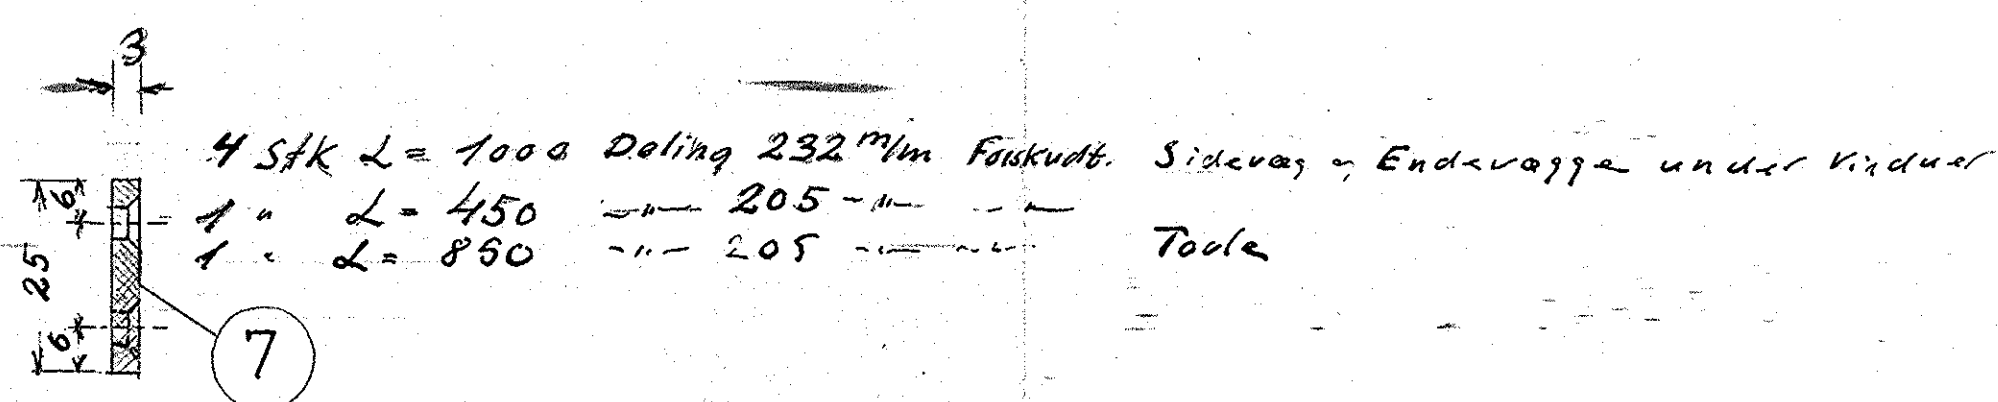 3
4 Stk L = 1000 Deling 232 m/m Forskudt. Sidevæg og Endevægge under Vinduer
1 " L = 450 -"- 205 -"- -"-
1 " L = 850 -"- 205 -"- -"- Toile
6
25
6
7